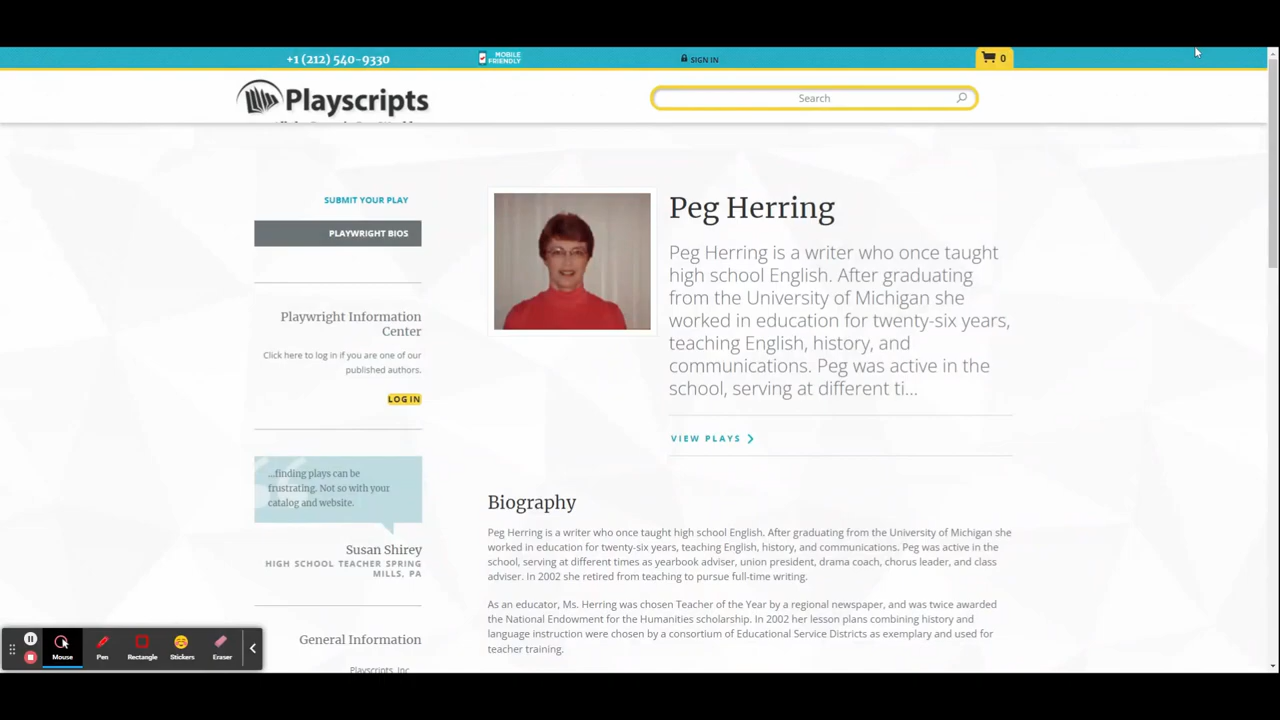 +1 (212) 540-9330
MOBILE
FRIENDLY
SIGN IN
0
Playscripts
Search
SUBMIT YOUR PLAY
PLAYWRIGHT BIOS
Playwright Information
Center
Click here to log in if you are one of our
published authors.
LOG IN
...finding plays can be
frustrating. Not so with your
catalog and website.
Susan Shirey
HIGH SCHOOL TEACHER SPRING
MILLS, PA
General Information
Playscripts, Inc.
Peg Herring
Peg Herring is a writer who once taught
high school English. After graduating
from the University of Michigan she
worked in education for twenty-six years,
teaching English, history, and
communications. Peg was active in the
school, serving at different ti...
VIEW PLAYS
Biography
Peg Herring is a writer who once taught high school English. After graduating from the University of Michigan she
worked in education for twenty-six years, teaching English, history, and communications. Peg was active in the
school, serving at different times as yearbook adviser, union president, drama coach, chorus leader, and class
adviser. In 2002 she retired from teaching to pursue full-time writing.
As an educator, Ms. Herring was chosen Teacher of the Year by a regional newspaper, and was twice awarded
the National Endowment for the Humanities scholarship. In 2002 her lesson plans combining history and
language instruction were chosen by a consortium of Educational Service Districts as exemplary and used for
teacher training.
Mouse
Pen
Rectangle
Stickers
Eraser